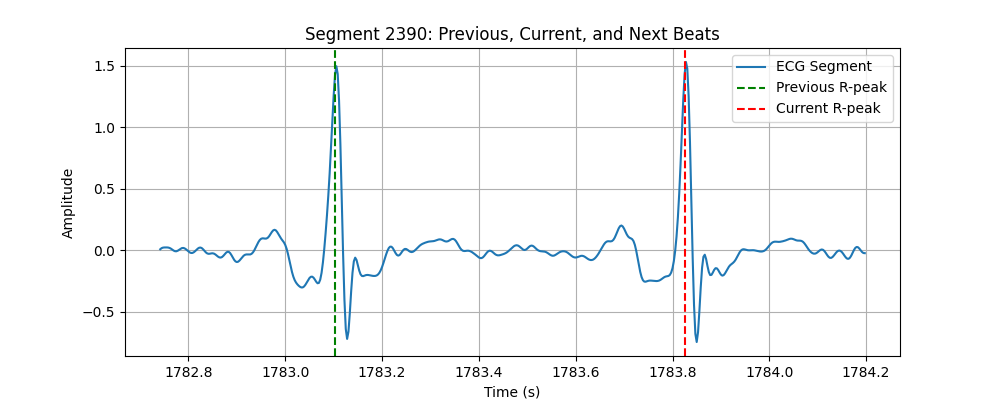 Segment 2390: Previous, Current, and Next Beats
ECG Segment
Previous R-peak
Current R-peak
Amplitude
1.5
1.0
0.5
0.0
−0.5
1782.8 1783.0 1783.2 1783.4 1783.6 1783.8 1784.0 1784.2
Time (s)